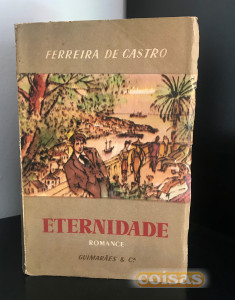 FERREIRA DE CASTRO
ETERNIDADE
ROMANCE
GUIMARÃES & Cª
coisas